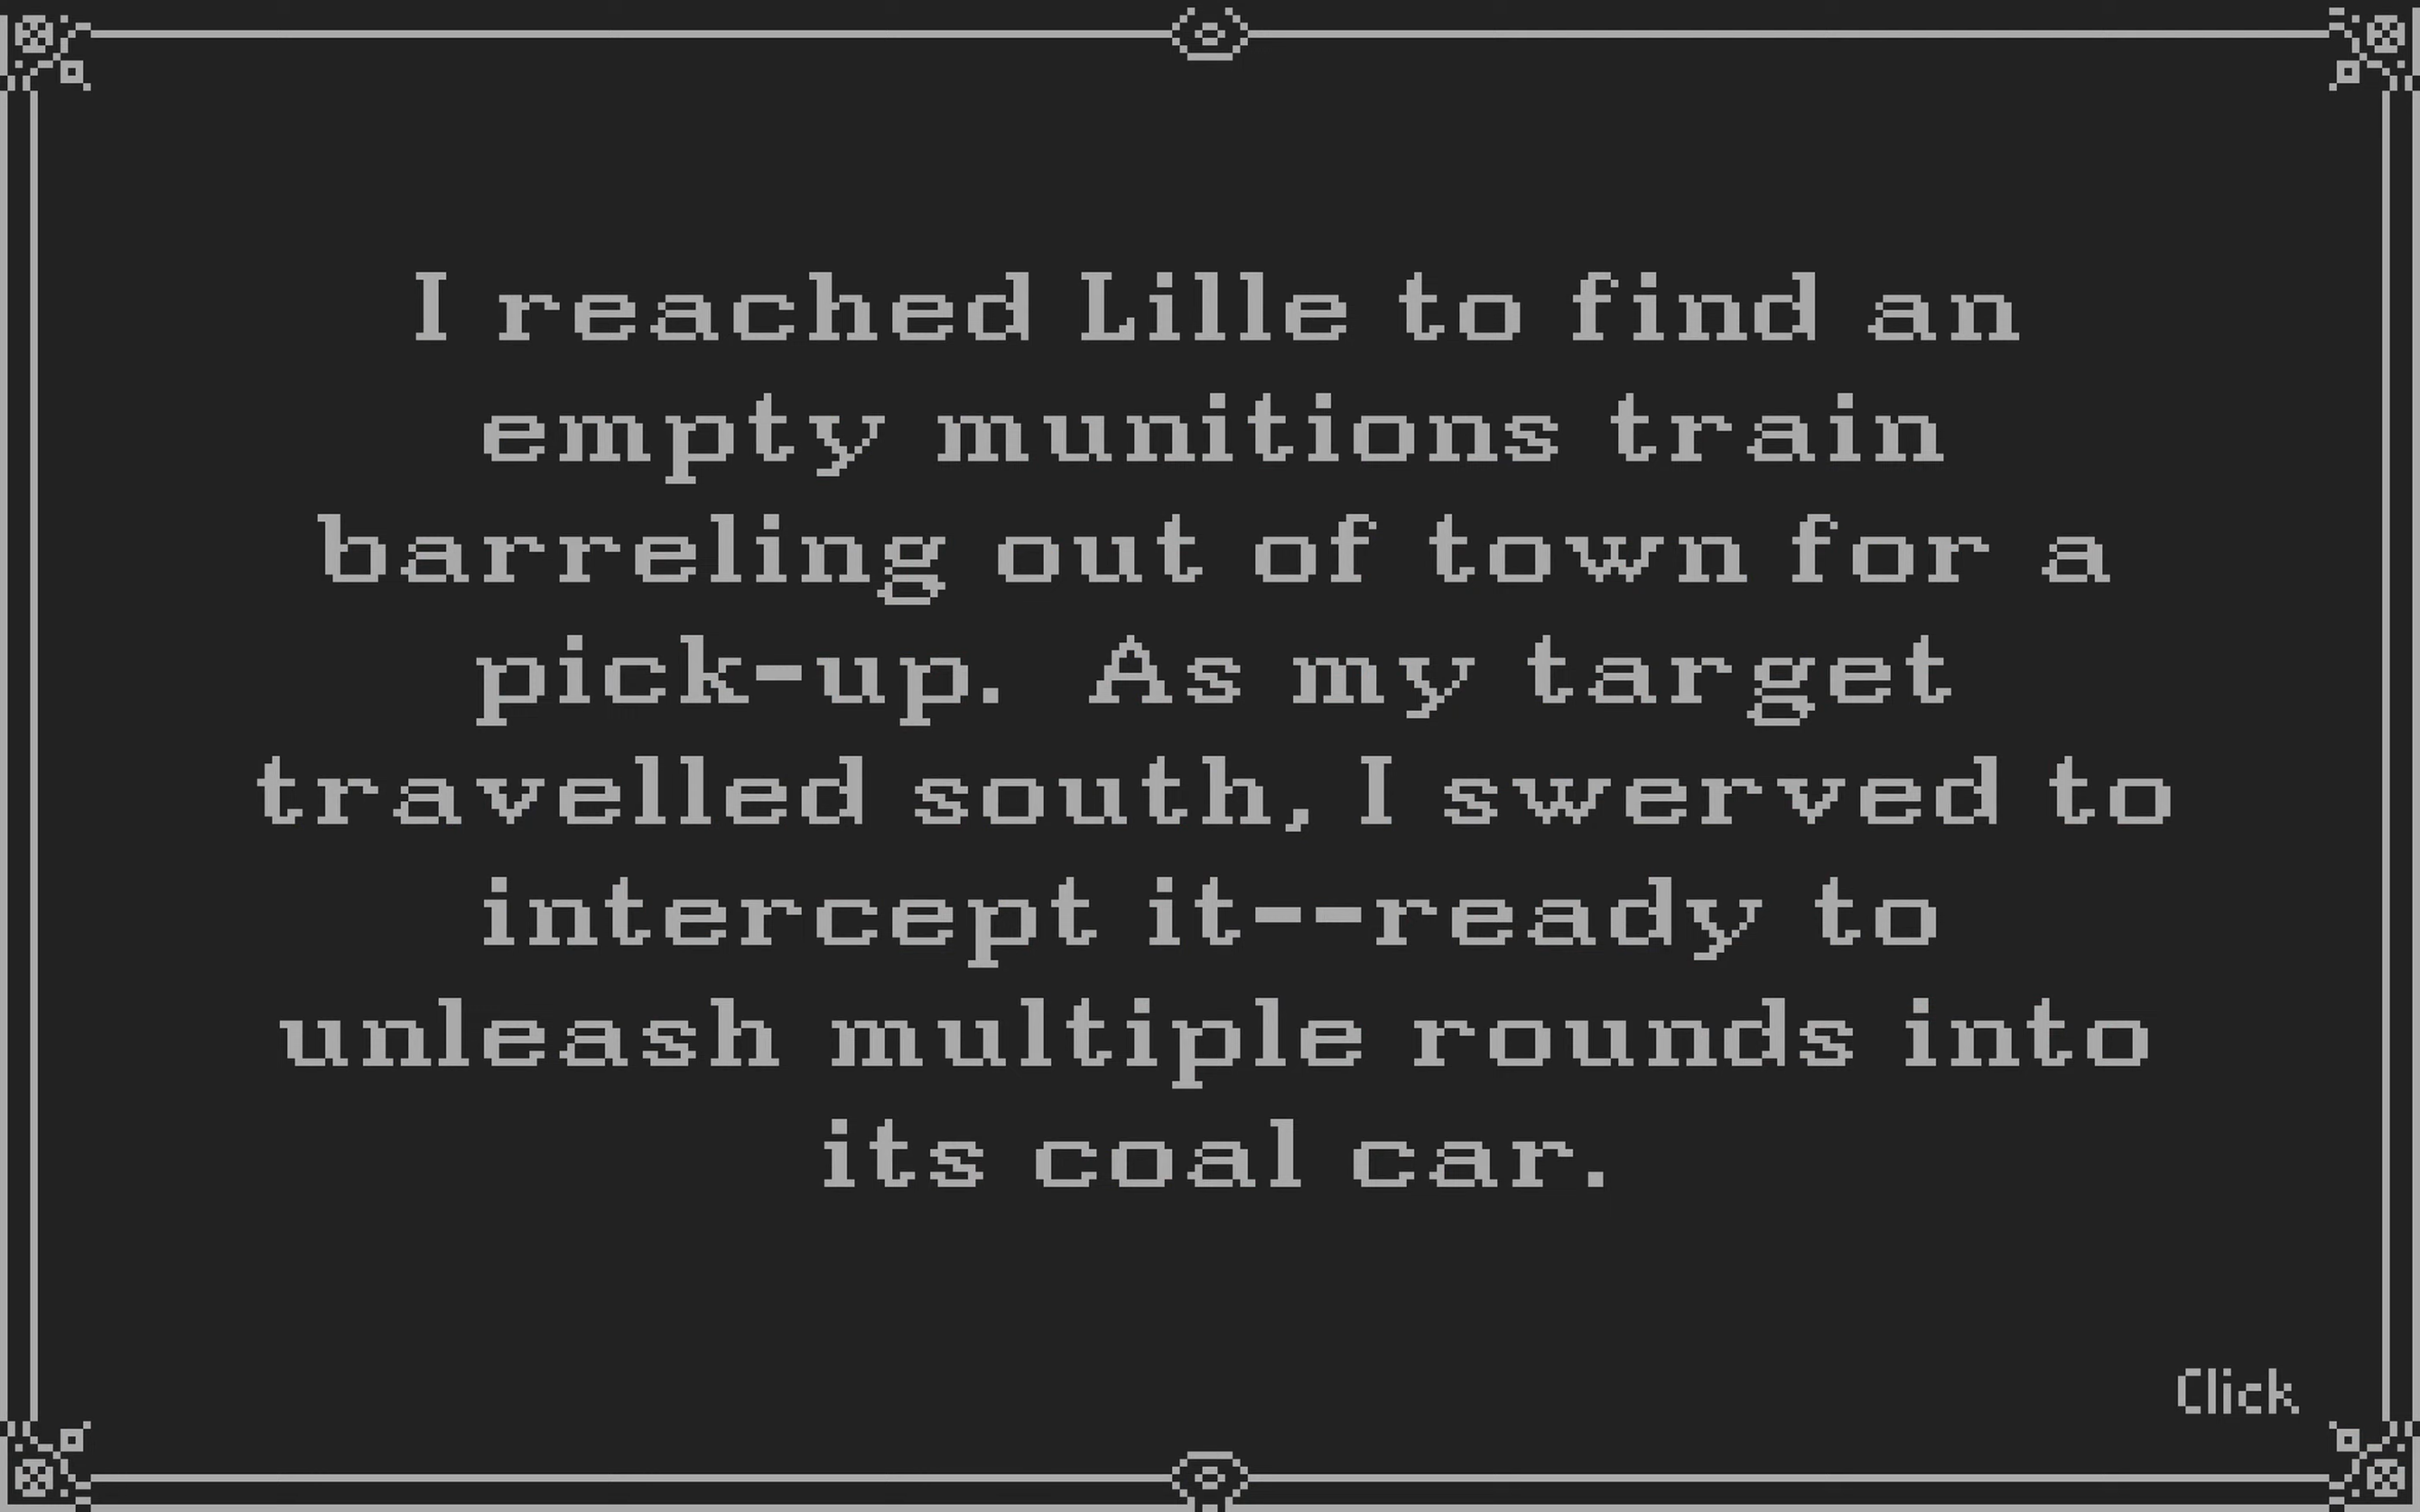 I reached Lille to find an
empty munitions train
barreling out of town for a
pick-up.  As my target
travelled south, I swerved to
intercept it--ready to
unleash multiple rounds into
its coal car.
Click